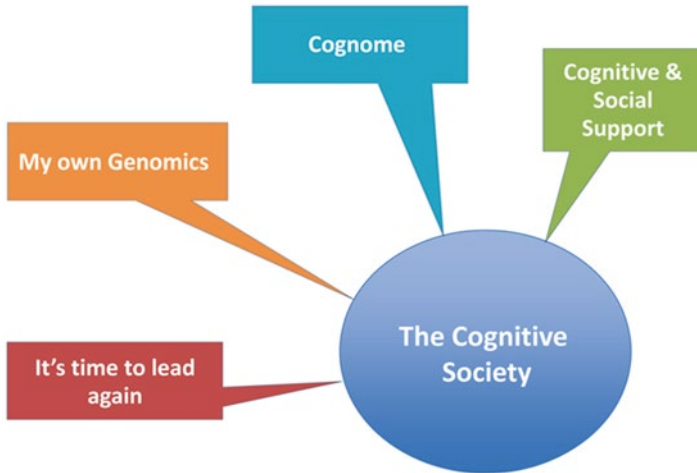 Cognome
Cognitive &
Social
Support
My own Genomics
The Cognitive
Society
It's time to lead
again